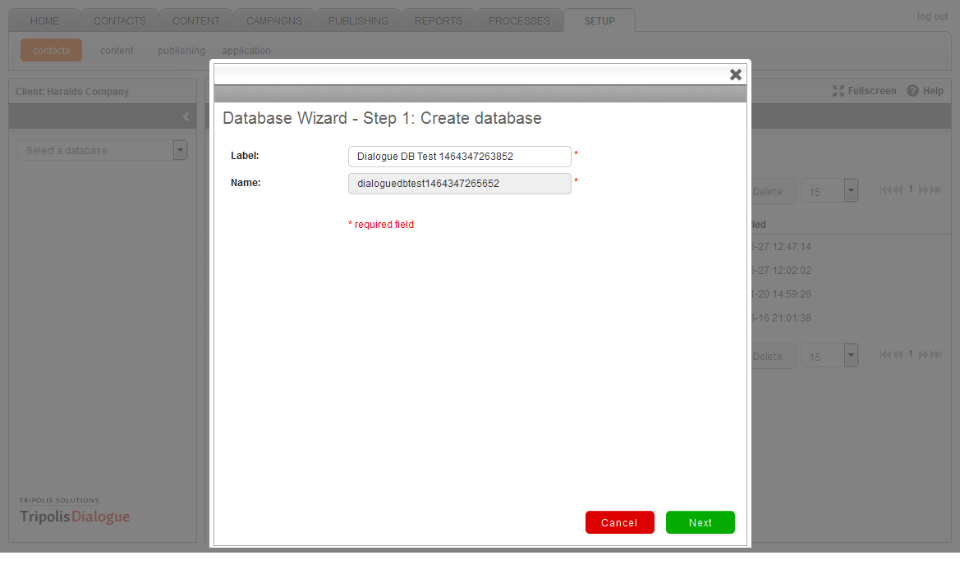 HOME CONTACTS CONTENT CAMPAIGNS PUBLISHING REPORTS PROCESSES SETUP log out
contacts content publishing application
Client: Haralds Company Fullscreen Help
Select a database
Database Wizard - Step 1: Create database
Label: Dialogue DB Test 1464347263852 *
Name: dialoguedbtest1464347265652 *
* required field
Delete 15 1
ied
-27 12:47:14
-27 12:02:02
-20 14:59:26
-16 21:01:38
Delete 15 1
TRIPOLIS SOLUTIONS
TripolisDialogue
Cancel Next